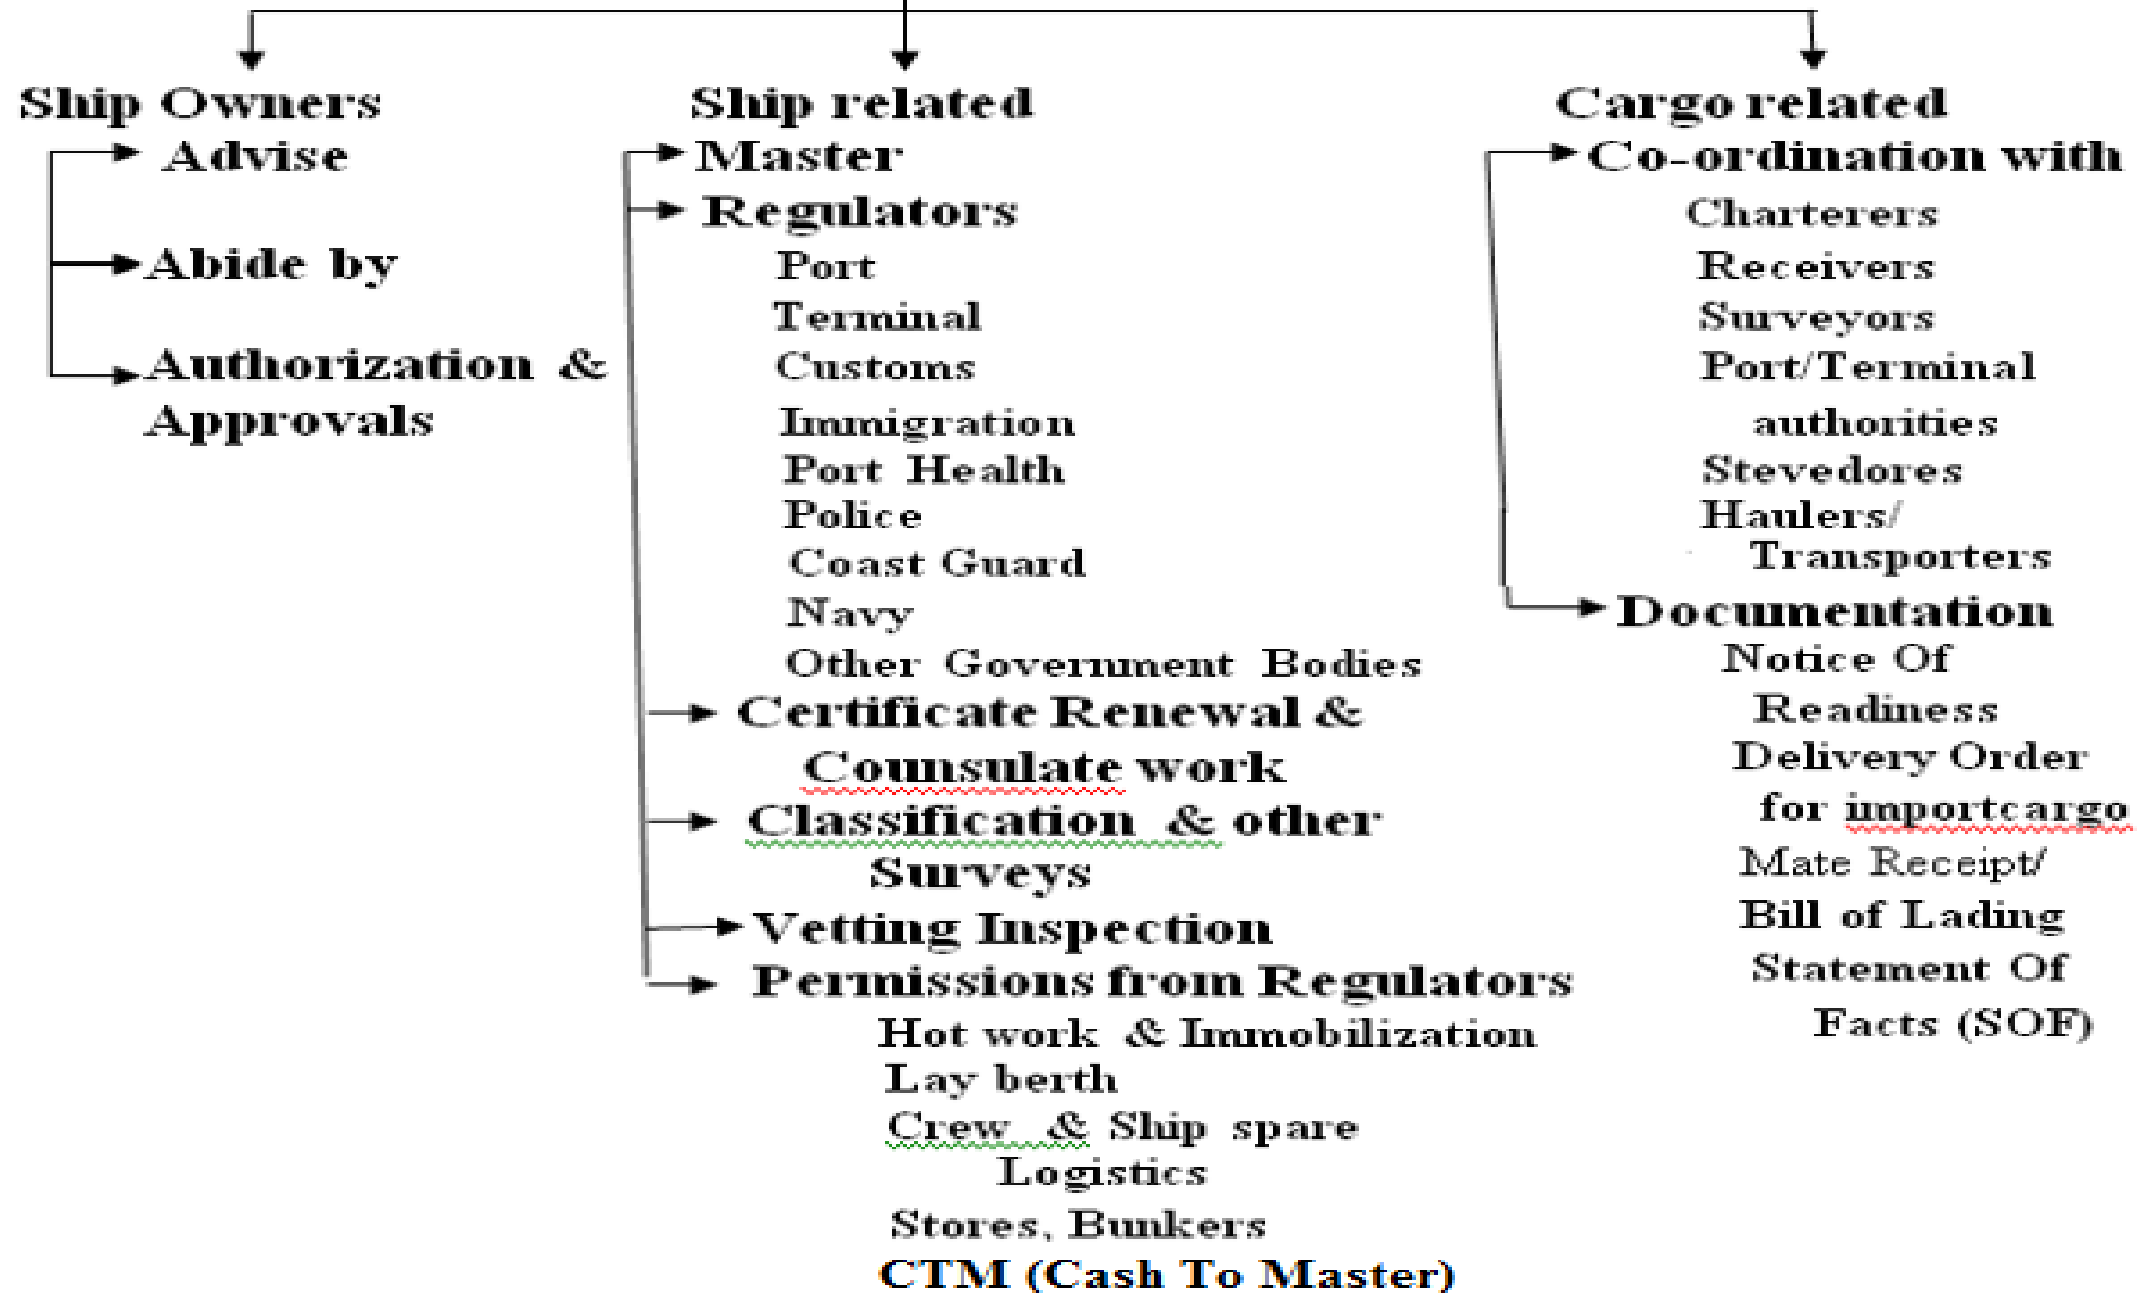 Ship Owners
Advise
Abide by
Authorization &
Approvals
Ship related
Master
Regulators
Port
Terminal
Customs
Immigration
Port Health
Police
Coast Guard
Navy
Other Government Bodies
Certificate Renewal &
Counsulate work
Classification & other
Surveys
Vetting Inspection
Permissions from Regulators
Hot work & Immobilization
Lay berth
Crew & Ship spare
Logistics
Stores, Bunkers
CTM (Cash To Master)
Cargo related
Co-ordination with
Charterers
Receivers
Surveyors
Port/Terminal
authorities
Stevedores
Haulers/
Transporters
Documentation
Notice Of
Readiness
Delivery Order
for importcargo
Mate Receipt/
Bill of Lading
Statement Of
Facts (SOF)